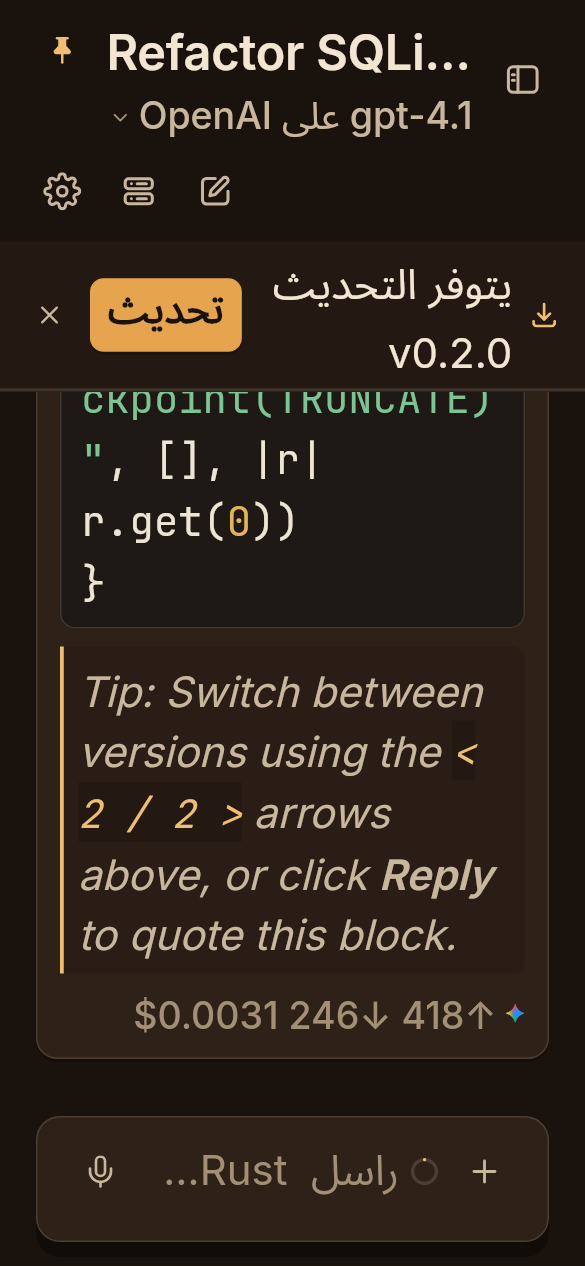 Refactor SQLi...
gpt-4.1 على OpenAI
يتوفر التحديث
v0.2.0
تحديث
ckpoint(TRUNCATE)
", [], |r|
r.get(0))
}
Tip: Switch between
versions using the <
2 / 2 > arrows
above, or click Reply
to quote this block.
$0.0031 246↓ 418↑
راسل Rust...